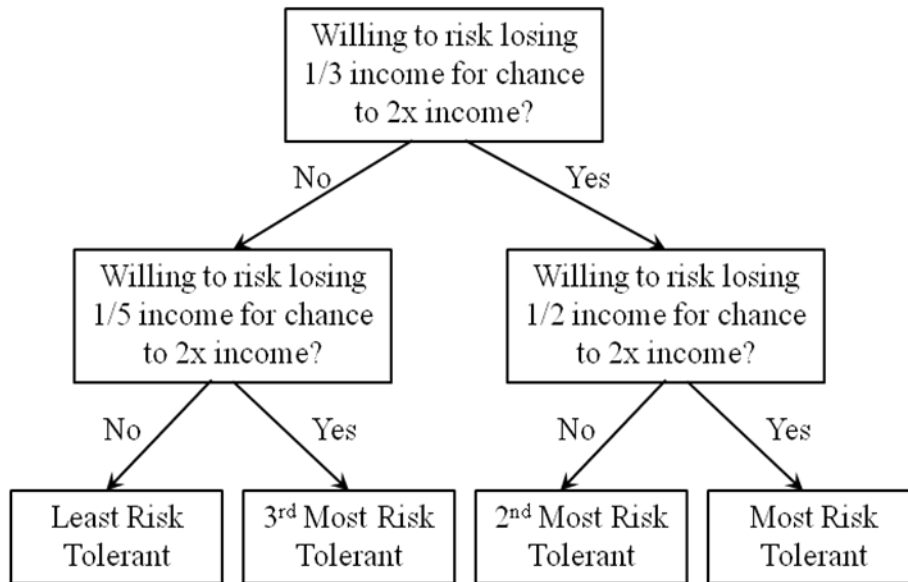 Willing to risk losing
1/3 income for chance
to 2x income?
No
Yes
Willing to risk losing
1/5 income for chance
to 2x income?
Willing to risk losing
1/2 income for chance
to 2x income?
No
Yes
No
Yes
Least Risk
Tolerant
3rd Most Risk
Tolerant
2nd Most Risk
Tolerant
Most Risk
Tolerant